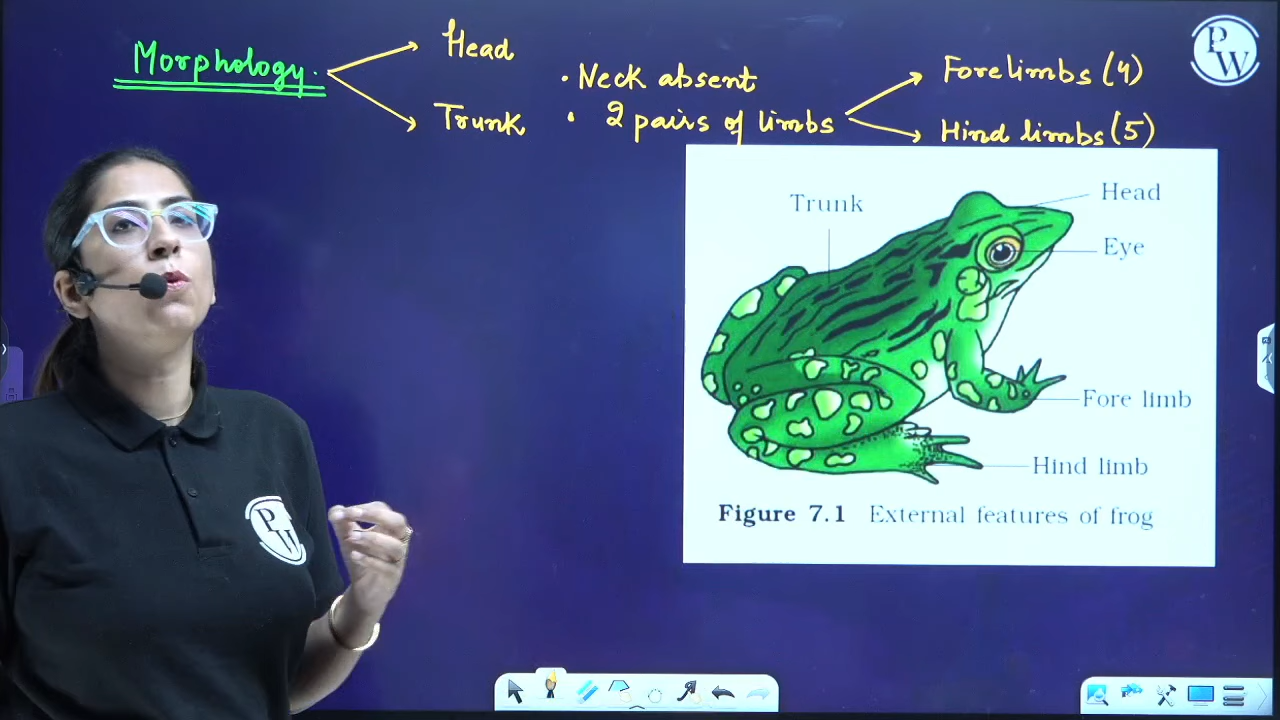 Morphology.
Head
Trunk
• Neck absent
• 2 pairs of limbs
Forelimbs (4)
Hind limbs (5)
PW
Trunk
Head
Eye
Fore limb
Hind limb
Figure 7.1 External features of frog
PW